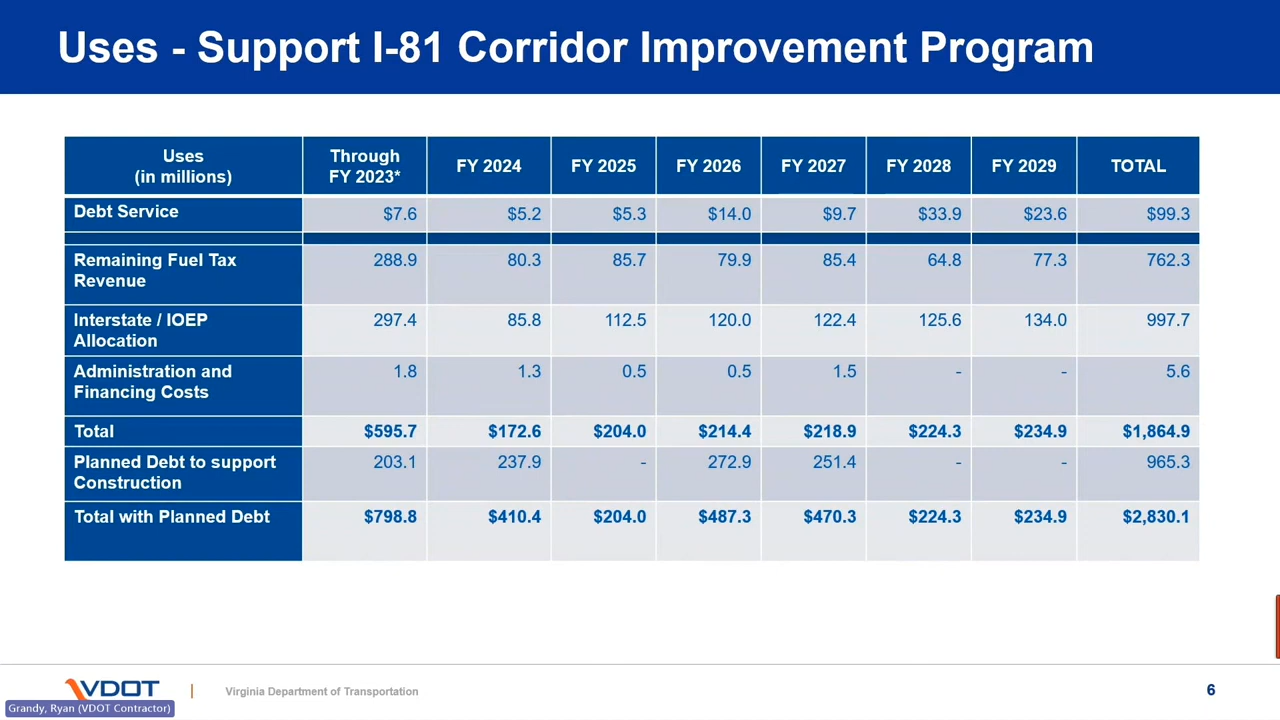 Uses - Support I-81 Corridor Improvement Program
Uses
(in millions)
Through
FY 2023*
FY 2024
FY 2025
FY 2026
FY 2027
FY 2028
FY 2029
TOTAL
Debt Service $7.6 $5.2 $5.3 $14.0 $9.7 $33.9 $23.6 $99.3
Remaining Fuel Tax
Revenue
288.9 80.3 85.7 79.9 85.4 64.8 77.3 762.3
Interstate / IOEP
Allocation
297.4 85.8 112.5 120.0 122.4 125.6 134.0 997.7
Administration and
Financing Costs
1.8 1.3 0.5 0.5 1.5 - - 5.6
Total $595.7 $172.6 $204.0 $214.4 $218.9 $224.3 $234.9 $1,864.9
Planned Debt to support
Construction
203.1 237.9 - 272.9 251.4 - - 965.3
Total with Planned Debt $798.8 $410.4 $204.0 $487.3 $470.3 $224.3 $234.9 $2,830.1
VDOT
Virginia Department of Transportation
6
Grandy, Ryan (VDOT Contractor)